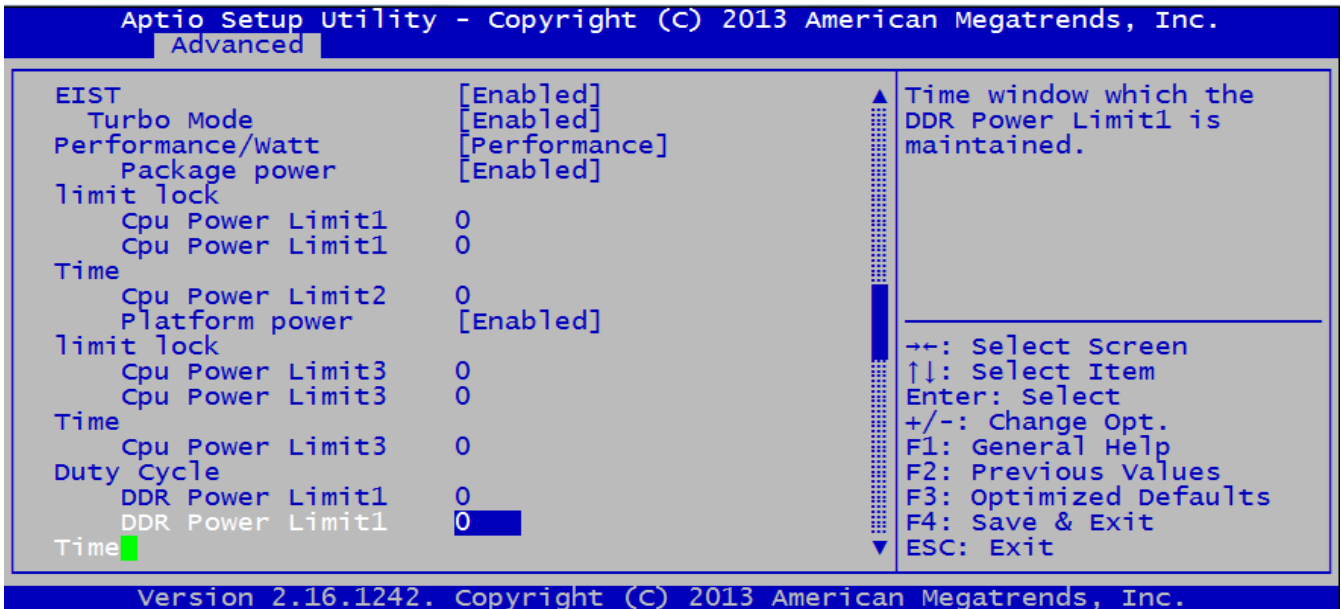 Aptio Setup Utility - Copyright (C) 2013 American Megatrends, Inc.
Advanced
EIST [Enabled]
Turbo Mode [Enabled]
Performance/Watt [Performance]
Package power [Enabled]
limit lock
Cpu Power Limit1 0
Cpu Power Limit1 0
Time
Cpu Power Limit2 0
Platform power [Enabled]
limit lock
Cpu Power Limit3 0
Cpu Power Limit3 0
Time
Cpu Power Limit3 0
Duty Cycle
DDR Power Limit1 0
DDR Power Limit1 0
Time
Time window which the
DDR Power Limit1 is
maintained.
→←: Select Screen
↑↓: Select Item
Enter: Select
+/-: Change Opt.
F1: General Help
F2: Previous Values
F3: Optimized Defaults
F4: Save & Exit
ESC: Exit
Version 2.16.1242. Copyright (C) 2013 American Megatrends, Inc.